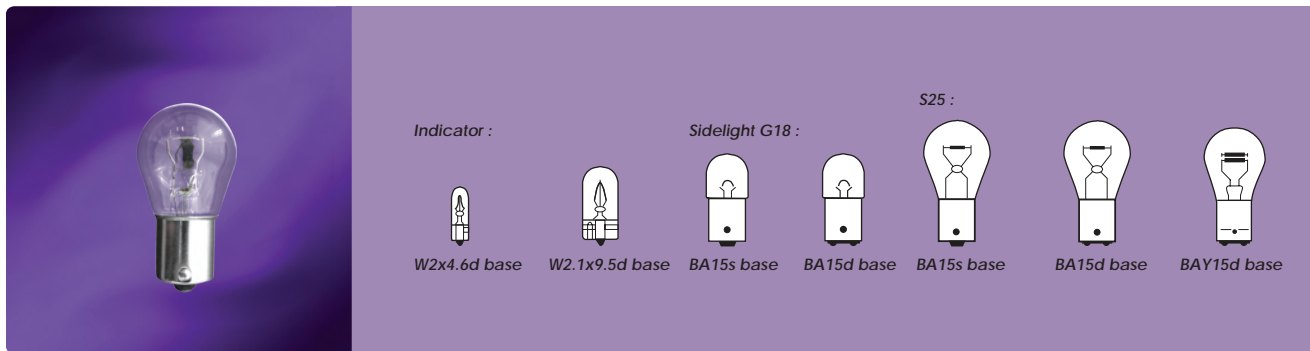 S25 :
Indicator :
Sidelight G18 :
W2x4.6d base
W2.1x9.5d base
BA15s base
BA15d base
BA15s base
BA15d base
BAY15d base